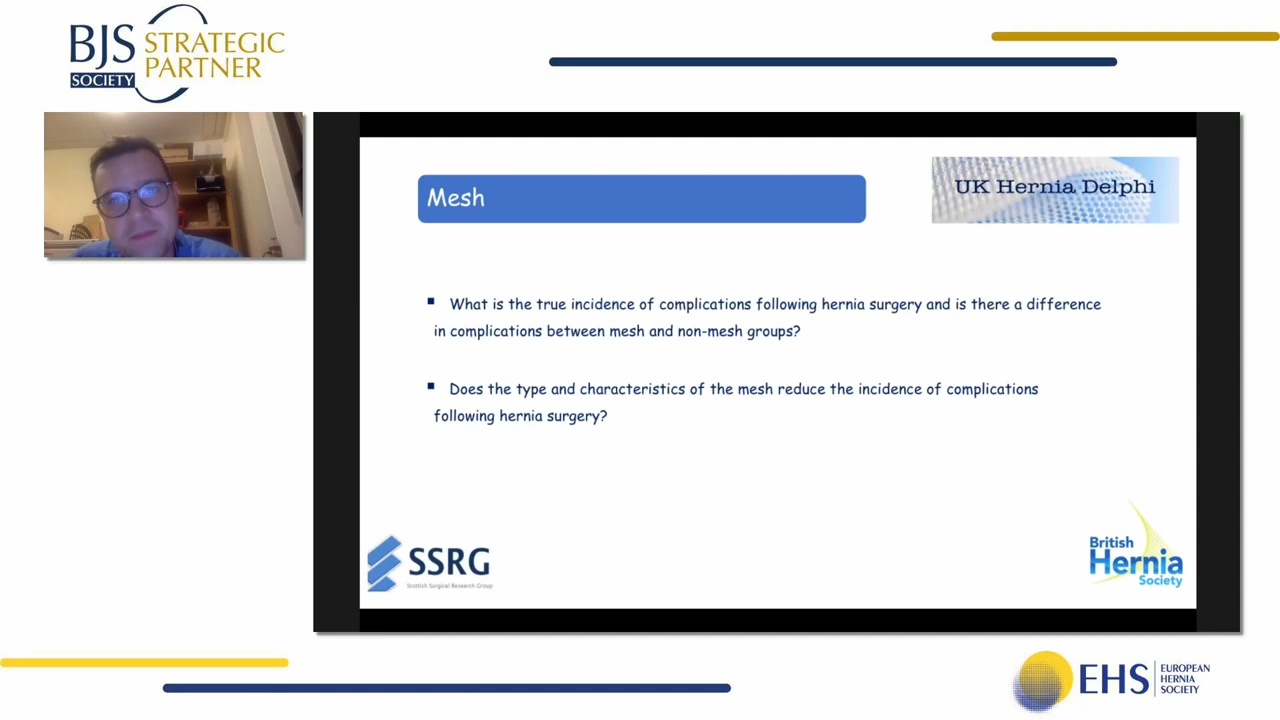 BJS STRATEGIC
SOCIETY PARTNER
Mesh
UK Hernia Delphi
▪ What is the true incidence of complications following hernia surgery and is there a difference
in complications between mesh and non-mesh groups?
▪ Does the type and characteristics of the mesh reduce the incidence of complications
following hernia surgery?
SSRG
Scottish Surgical Research Group
British
Hernia
Society
EHS
EUROPEAN
HERNIA
SOCIETY